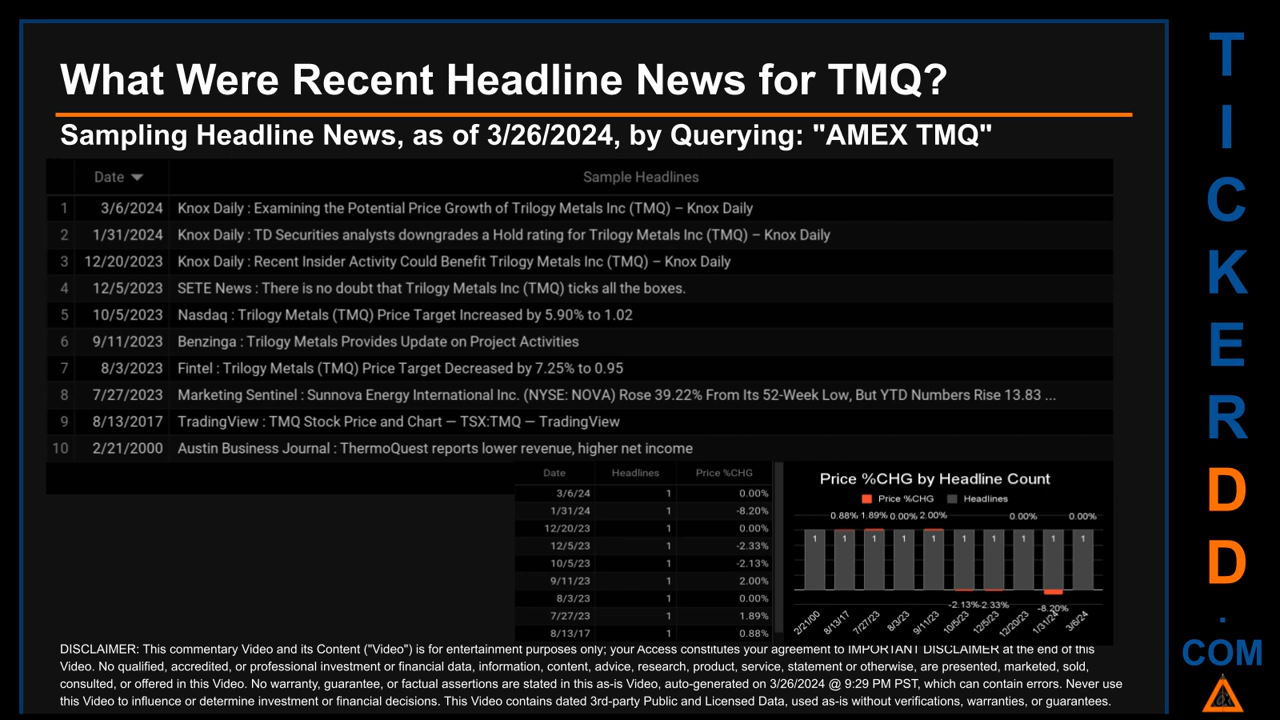 What Were Recent Headline News for TMQ?
Sampling Headline News, as of 3/26/2024, by Querying: "AMEX TMQ"
Date Sample Headlines
1 3/6/2024 Knox Daily : Examining the Potential Price Growth of Trilogy Metals Inc (TMQ) – Knox Daily
2 1/31/2024 Knox Daily : TD Securities analysts downgrades a Hold rating for Trilogy Metals Inc (TMQ) – Knox Daily
3 12/20/2023 Knox Daily : Recent Insider Activity Could Benefit Trilogy Metals Inc (TMQ) – Knox Daily
4 12/5/2023 SETE News : There is no doubt that Trilogy Metals Inc (TMQ) ticks all the boxes.
5 10/5/2023 Nasdaq : Trilogy Metals (TMQ) Price Target Increased by 5.90% to 1.02
6 9/11/2023 Benzinga : Trilogy Metals Provides Update on Project Activities
7 8/3/2023 Fintel : Trilogy Metals (TMQ) Price Target Decreased by 7.25% to 0.95
8 7/27/2023 Marketing Sentinel : Sunnova Energy International Inc. (NYSE: NOVA) Rose 39.22% From Its 52-Week Low, But YTD Numbers Rise 13.83 ...
9 8/13/2017 TradingView : TMQ Stock Price and Chart — TSX:TMQ — TradingView
10 2/21/2000 Austin Business Journal : ThermoQuest reports lower revenue, higher net income
Date Headlines Price %CHG
3/6/24 1 0.00%
1/31/24 1 -8.20%
12/20/23 1 0.00%
12/5/23 1 -2.33%
10/5/23 1 -2.13%
9/11/23 1 2.00%
8/3/23 1 0.00%
7/27/23 1 1.89%
8/13/17 1 0.88%
Price %CHG by Headline Count
Price %CHG Headlines
0.88% 1.89% 0.00% 2.00% 0.00% 0.00%
1 1 1 1 1 1 1 1 1 1
-2.13% -2.33% -8.20%
2/21/00 8/13/17 7/27/23 8/3/23 9/11/23 10/5/23 12/5/23 12/20/23 1/31/24 3/6/24
DISCLAIMER: This commentary Video and its Content ("Video") is for entertainment purposes only; your Access constitutes your agreement to IMPORTANT DISCLAIMER at the end of this
Video. No qualified, accredited, or professional investment or financial data, information, content, advice, research, product, service, statement or otherwise, are presented, marketed, sold,
consulted, or offered in this Video. No warranty, guarantee, or factual assertions are stated in this as-is Video, auto-generated on 3/26/2024 @ 9:29 PM PST, which can contain errors. Never use
this Video to influence or determine investment or financial decisions. This Video contains dated 3rd-party Public and Licensed Data, used as-is without verifications, warranties, or guarantees.
TICKERDD
.
COM